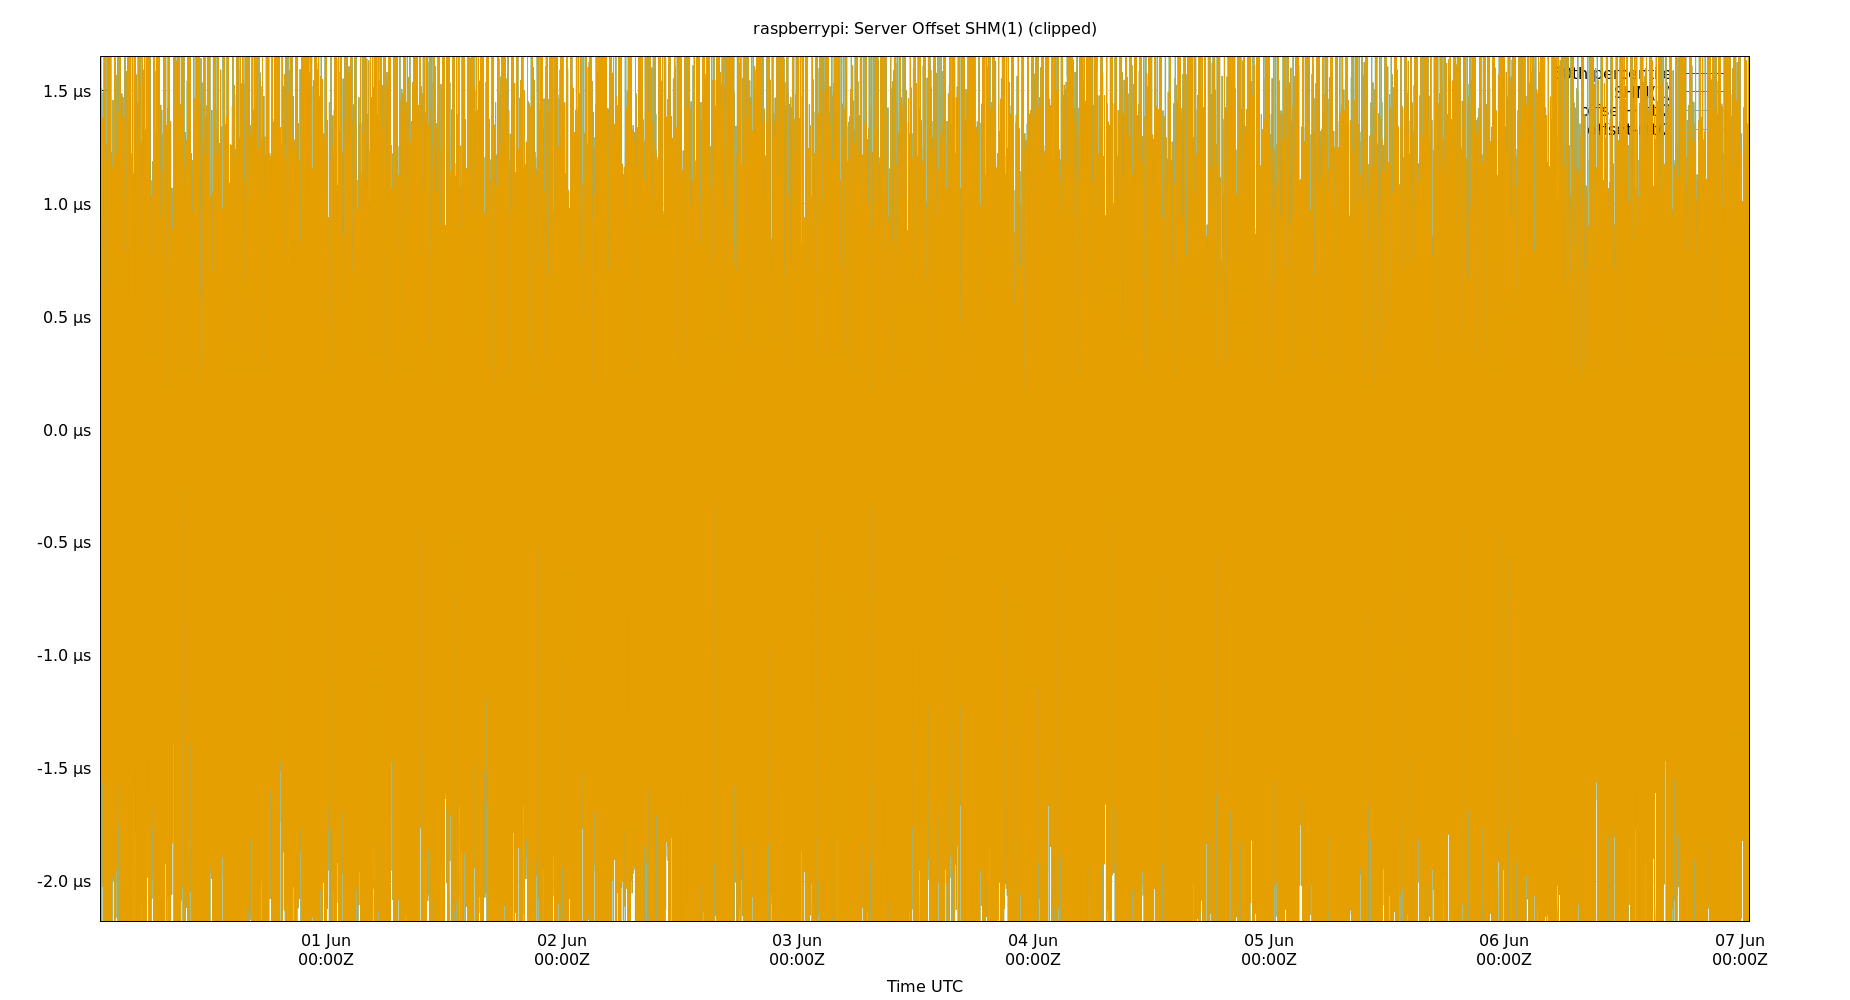 raspberrypi: Server Offset SHM(1) (clipped)
1.5 µs
1.0 µs
0.5 µs
0.0 µs
-0.5 µs
-1.0 µs
-1.5 µs
-2.0 µs
01 Jun
00:00Z
02 Jun
00:00Z
03 Jun
00:00Z
04 Jun
00:00Z
05 Jun
00:00Z
06 Jun
00:00Z
07 Jun
00:00Z
Time UTC